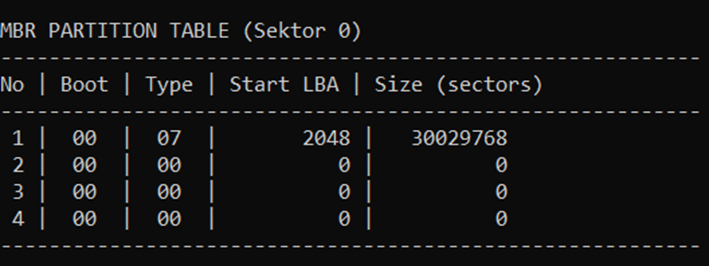 MBR PARTITION TABLE (Sektor 0)
----------------------------------------------------------
No | Boot | Type | Start LBA | Size (sectors)
----------------------------------------------------------
1 | 00 | 07 | 2048 | 30029768
2 | 00 | 00 | 0 | 0
3 | 00 | 00 | 0 | 0
4 | 00 | 00 | 0 | 0
----------------------------------------------------------